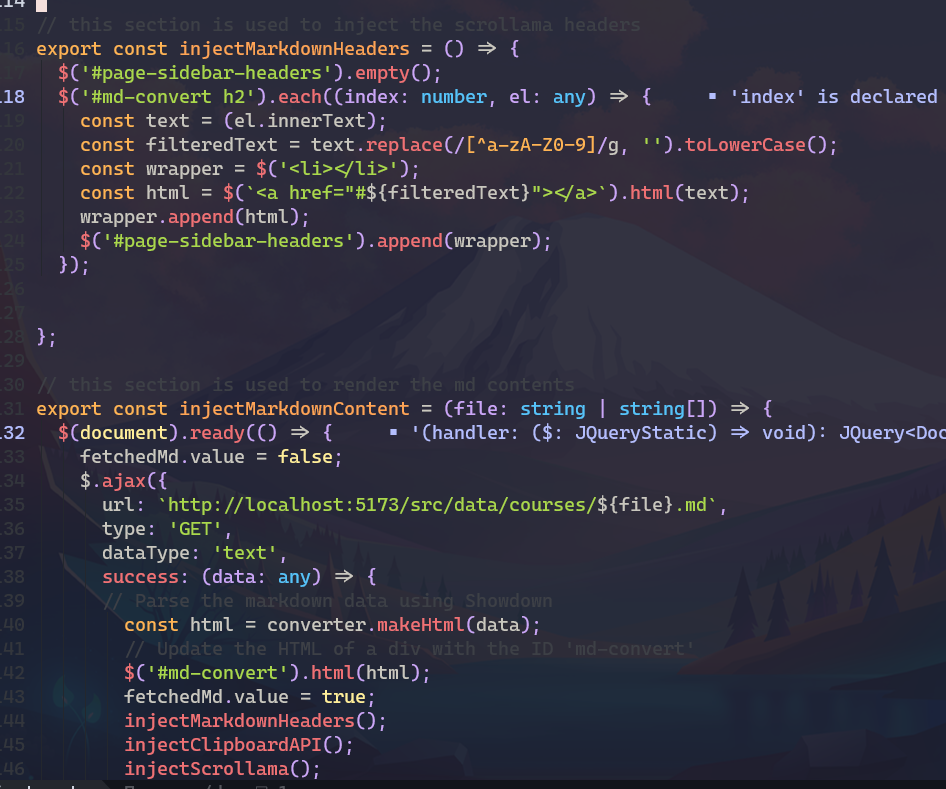 114
115 // this section is used to inject the scrollama headers
116 export const injectMarkdownHeaders = () => {
117   $('#page-sidebar-headers').empty();
118   $('#md-convert h2').each((index: number, el: any) => {     ▪ 'index' is declared
119     const text = (el.innerText);
120     const filteredText = text.replace(/[^a-zA-Z0-9]/g, '').toLowerCase();
121     const wrapper = $('<li></li>');
122     const html = $(`<a href="#${filteredText}"></a>`).html(text);
123     wrapper.append(html);
124     $('#page-sidebar-headers').append(wrapper);
125   });
126
127
128 };
129
130 // this section is used to render the md contents
131 export const injectMarkdownContent = (file: string | string[]) => {
132   $(document).ready(() => {     ▪ '(handler: ($: JQueryStatic) => void): JQuery<Doc
133     fetchedMd.value = false;
134     $.ajax({
135       url: `http://localhost:5173/src/data/courses/${file}.md`,
136       type: 'GET',
137       dataType: 'text',
138       success: (data: any) => {
139       // Parse the markdown data using Showdown
140         const html = converter.makeHtml(data);
141         // Update the HTML of a div with the ID 'md-convert'
142         $('#md-convert').html(html);
143         fetchedMd.value = true;
144         injectMarkdownHeaders();
145         injectClipboardAPI();
146         injectScrollama();